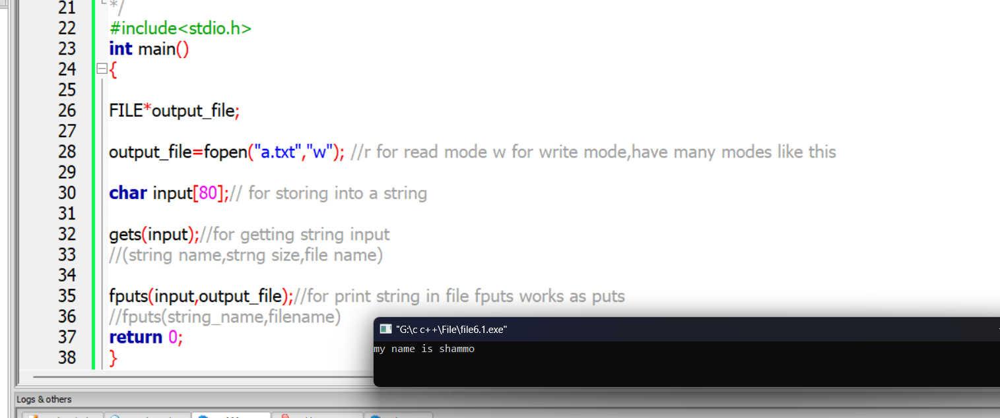 21 */
22 #include<stdio.h>
23 int main()
24 {
25
26 FILE*output_file;
27
28 output_file=fopen("a.txt","w"); //r for read mode w for write mode,have many modes like this
29
30 char input[80];// for storing into a string
31
32 gets(input);//for getting string input
33 //(string name,strng size,file name)
34
35 fputs(input,output_file);//for print string in file fputs works as puts
36 //fputs(string_name,filename)
37 return 0;
38 }
"G:\c c++\File\file6.1.exe"
my name is shammo
Logs & others